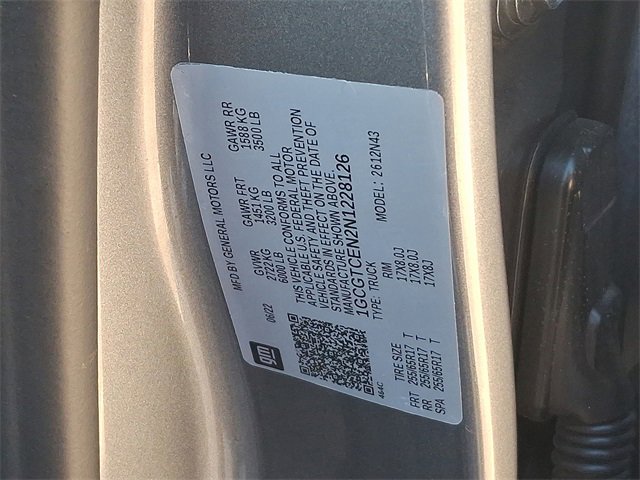 MFD BY GENERAL MOTORS LLC
gm
06/22 GVWR GAWR FRT GAWR RR
2722 KG 1451 KG 1588 KG
6000 LB 3200 LB 3500 LB
THIS VEHICLE CONFORMS TO ALL
APPLICABLE U.S. FEDERAL MOTOR
VEHICLE SAFETY AND THEFT PREVENTION
STANDARDS IN EFFECT ON THE DATE OF
MANUFACTURE SHOWN ABOVE.
1GCGTCEN2N1228126
TYPE: TRUCK MODEL: 2612N43
464C
TIRE SIZE RIM
FRT 255/65R17 T 17X8.0J
RR 255/65R17 T 17X8.0J
SPA 255/65R17 T 17X8J